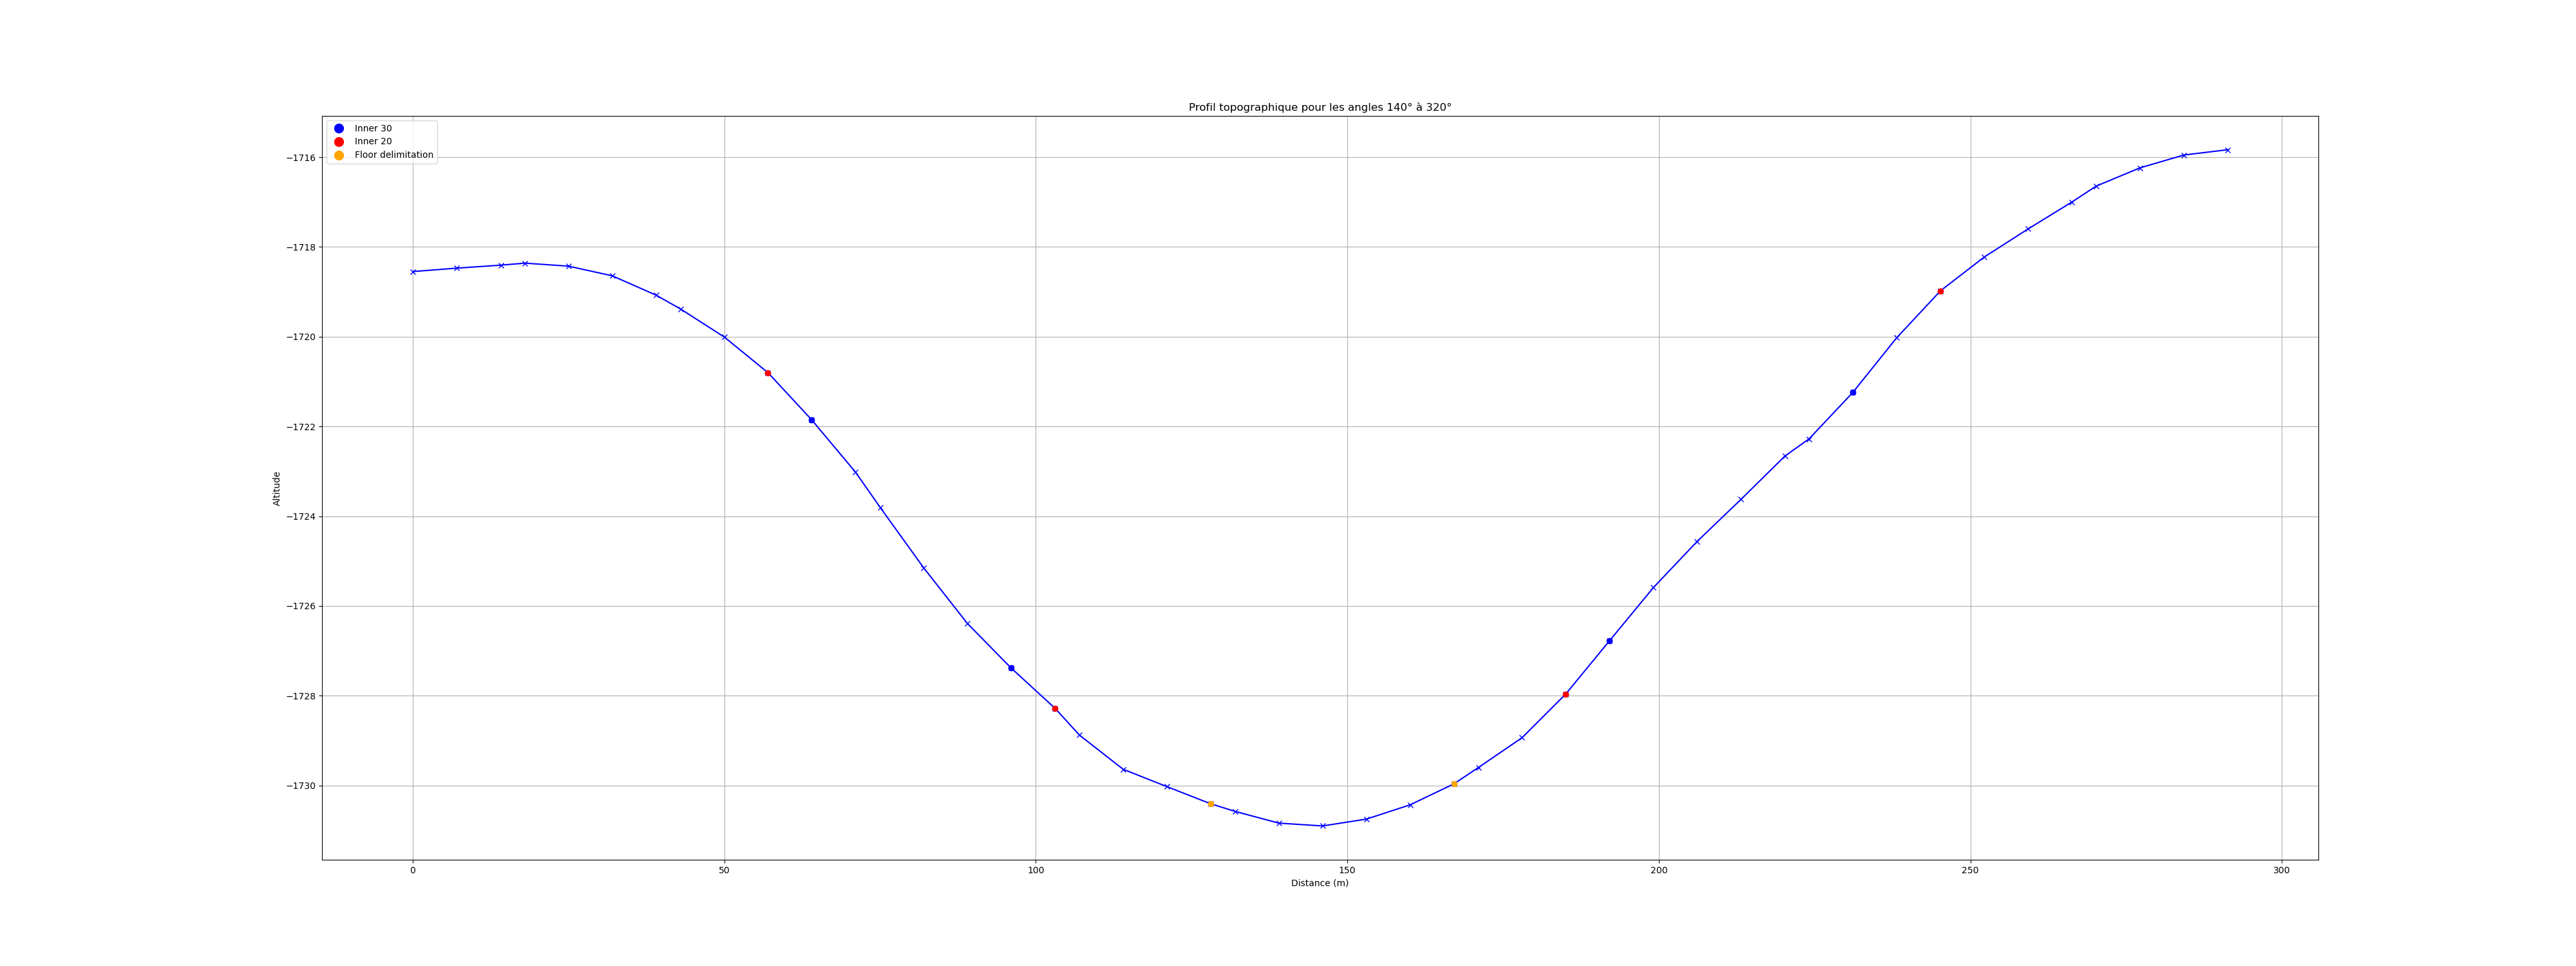 Profil topographique pour les angles 140° à 320°
Inner 30
Inner 20
Floor delimitation
−1716
−1718
−1720
−1722
−1724
−1726
−1728
−1730
Altitude
0 50 100 150 200 250 300
Distance (m)